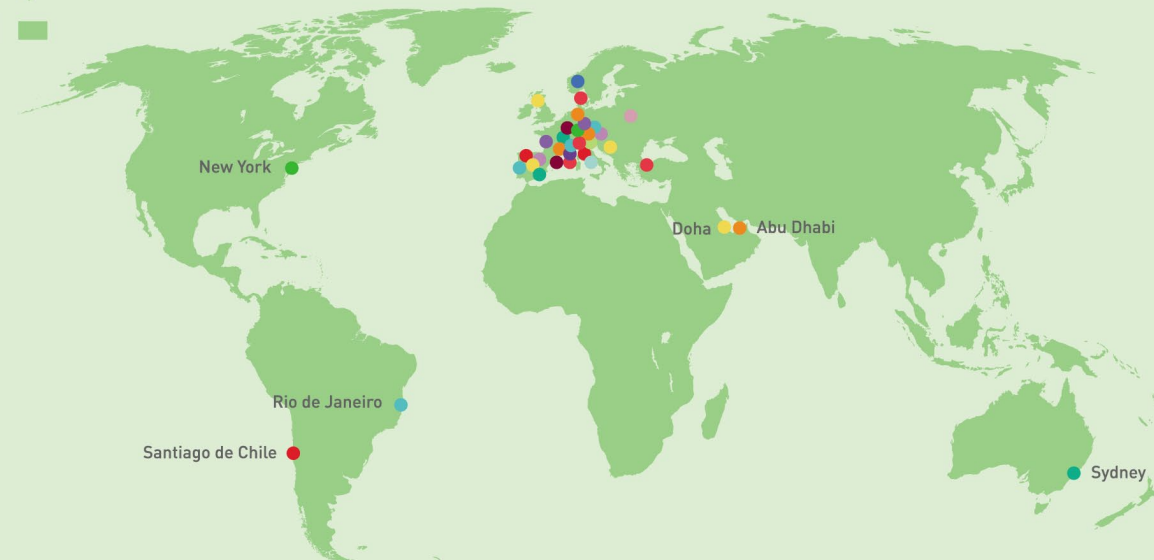 New York
Doha
Abu Dhabi
Rio de Janeiro
Santiago de Chile
Sydney